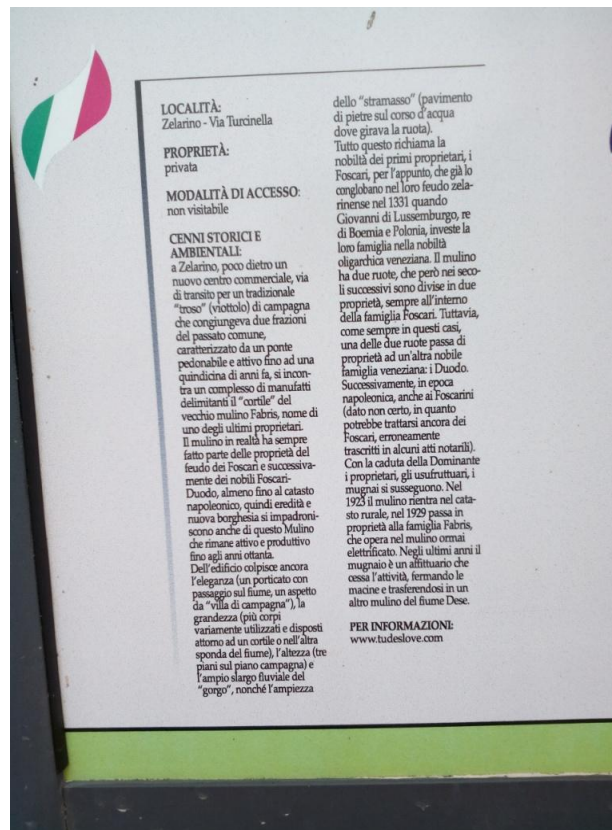 LOCALITÀ:
Zelarino - Via Turcinella
PROPRIETÀ:
privata
MODALITÀ DI ACCESSO:
non visitabile
CENNI STORICI E
AMBIENTALI:
a Zelarino, poco dietro un
nuovo centro commerciale, via
di transito per un tradizionale
"troso" (viottolo) di campagna
che congiungeva due frazioni
del passato comune,
caratterizzato da un ponte
pedonabile e attivo fino ad una
quindicina di anni fa, si incon-
tra un complesso di manufatti
delimitanti il "cortile" del
vecchio mulino Fabris, nome di
uno degli ultimi proprietari.
Il mulino in realtà ha sempre
fatto parte delle proprietà del
feudo dei Foscari e successiva-
mente dei nobili Foscari-
Duodo, almeno fino al catasto
napoleonico, quindi eredità e
nuova borghesia si impadroni-
scono anche di questo Mulino
che rimane attivo e produttivo
fino agli anni ottanta.
Dell'edificio colpisce ancora
l'eleganza (un porticato con
passaggio sul fiume, un aspetto
da "villa di campagna"), la
grandezza (più corpi
variamente utilizzati e disposti
attorno ad un cortile o nell'altra
sponda del fiume), l'altezza (tre
piani sul piano campagna) e
l'ampio slargo fluviale del
"gorgo", nonché l'ampiezza
dello "stramasso" (pavimento
di pietre sul corso d'acqua
dove girava la ruota).
Tutto questo richiama la
nobiltà dei primi proprietari, i
Foscari, per l'appunto, che già lo
conglobano nel loro feudo zela-
rinense nel 1331 quando
Giovanni di Lussemburgo, re
di Boemia e Polonia, investe la
loro famiglia nella nobiltà
oligarchica veneziana. Il mulino
ha due ruote, che però nei seco-
li successivi sono divise in due
proprietà, sempre all'interno
della famiglia Foscari. Tuttavia,
come sempre in questi casi,
una delle due ruote passa di
proprietà ad un'altra nobile
famiglia veneziana: i Duodo.
Successivamente, in epoca
napoleonica, anche ai Foscarini
(dato non certo, in quanto
potrebbe trattarsi ancora dei
Foscari, erroneamente
trascritti in alcuni atti notarili).
Con la caduta della Dominante
i proprietari, gli usufruttuari, i
mugnai si susseguono. Nel
1923 il mulino rientra nel cata-
sto rurale, nel 1929 passa in
proprietà alla famiglia Fabris,
che opera nel mulino ormai
elettrificato. Negli ultimi anni il
mugnaio è un affittuario che
cessa l'attività, fermando le
macine e trasferendosi in un
altro mulino del fiume Dese.
PER INFORMAZIONI:
www.tudeslove.com